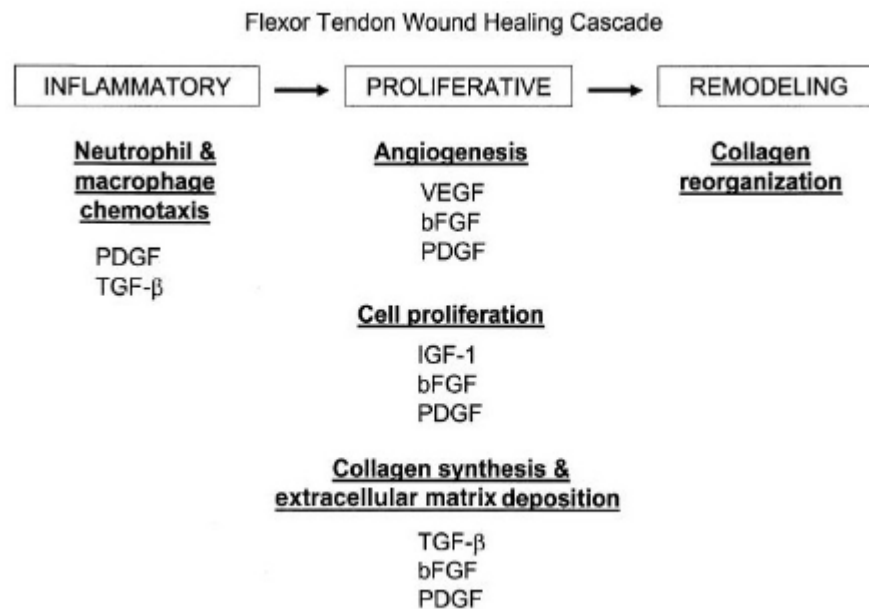 Flexor Tendon Wound Healing Cascade
INFLAMMATORY
PROLIFERATIVE
REMODELING
Neutrophil &
macrophage
chemotaxis
PDGF
TGF-β
Angiogenesis
VEGF
bFGF
PDGF
Cell proliferation
IGF-1
bFGF
PDGF
Collagen synthesis &
extracellular matrix deposition
TGF-β
bFGF
PDGF
Collagen
reorganization